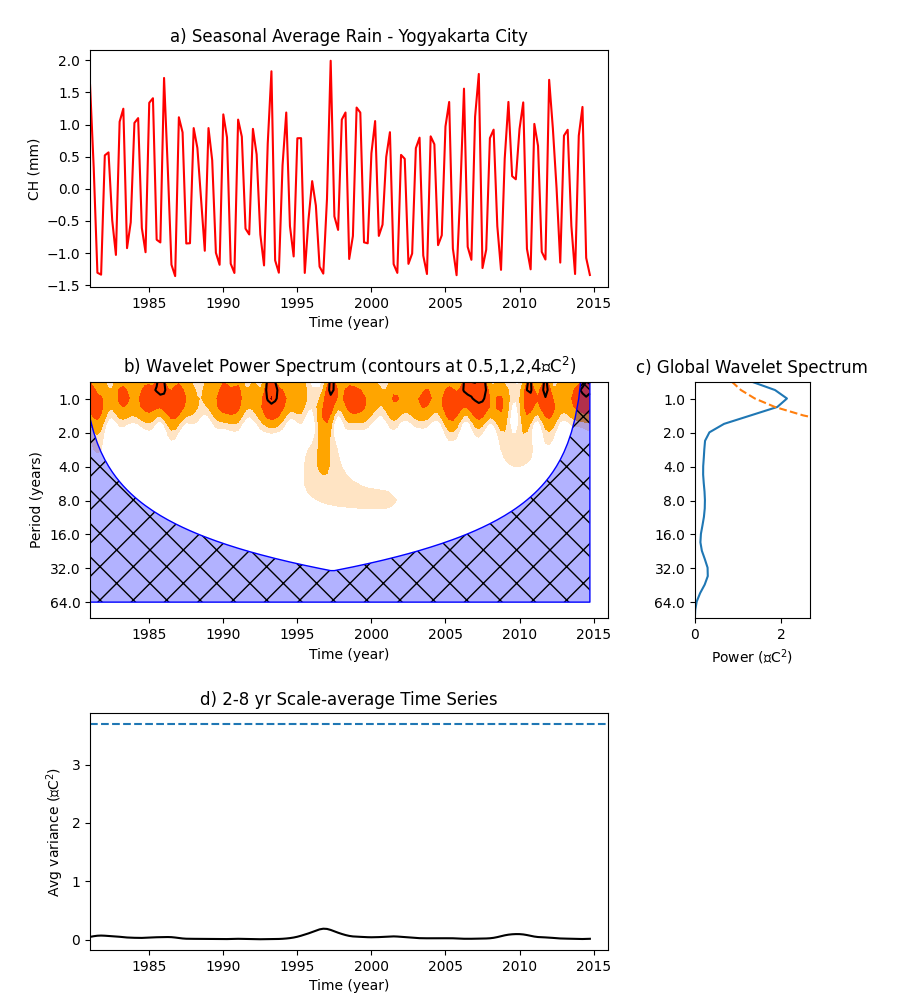 a) Seasonal Average Rain - Yogyakarta City
2.0
1.5
1.0
0.5
0.0
−0.5
−1.0
−1.5
CH (mm)
1985 1990 1995 2000 2005 2010 2015
Time (year)
b) Wavelet Power Spectrum (contours at 0.5,1,2,4▯C²)
1.0
2.0
4.0
8.0
16.0
32.0
64.0
Period (years)
1985 1990 1995 2000 2005 2010 2015
Time (year)
c) Global Wavelet Spectrum
1.0
2.0
4.0
8.0
16.0
32.0
64.0
0 2
Power (▯C²)
d) 2-8 yr Scale-average Time Series
3
2
1
0
Avg variance (▯C²)
1985 1990 1995 2000 2005 2010 2015
Time (year)